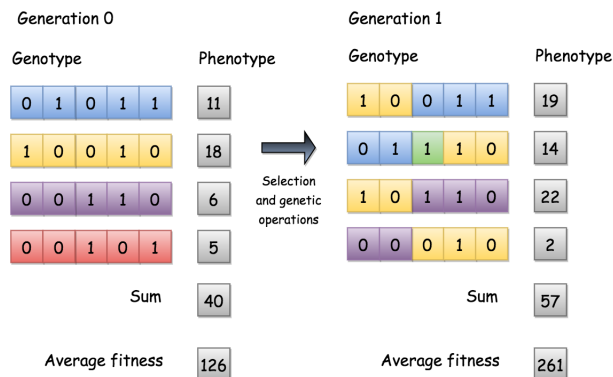 Generation 0
Genotype Phenotype
0 1 0 1 1 11
1 0 0 1 0 18
0 0 1 1 0 6
0 0 1 0 1 5
Sum 40
Average fitness 126
Selection
and genetic
operations
Generation 1
Genotype Phenotype
1 0 0 1 1 19
0 1 1 1 0 14
1 0 1 1 0 22
0 0 0 1 0 2
Sum 57
Average fitness 261